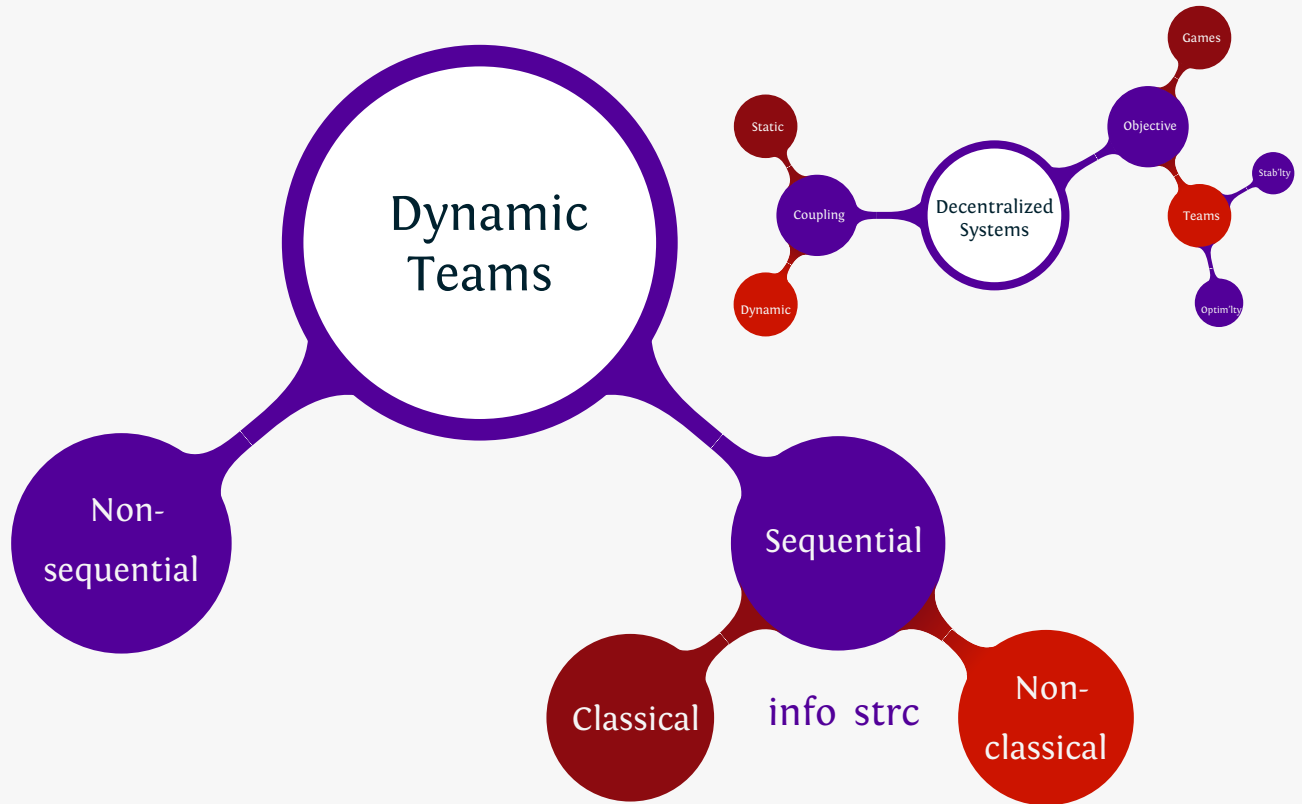 Dynamic
Teams
Non-
sequential
Sequential
Classical
info strc
Non-
classical
Decentralized
Systems
Coupling
Static
Dynamic
Objective
Games
Teams
Stab'lty
Optim'lty